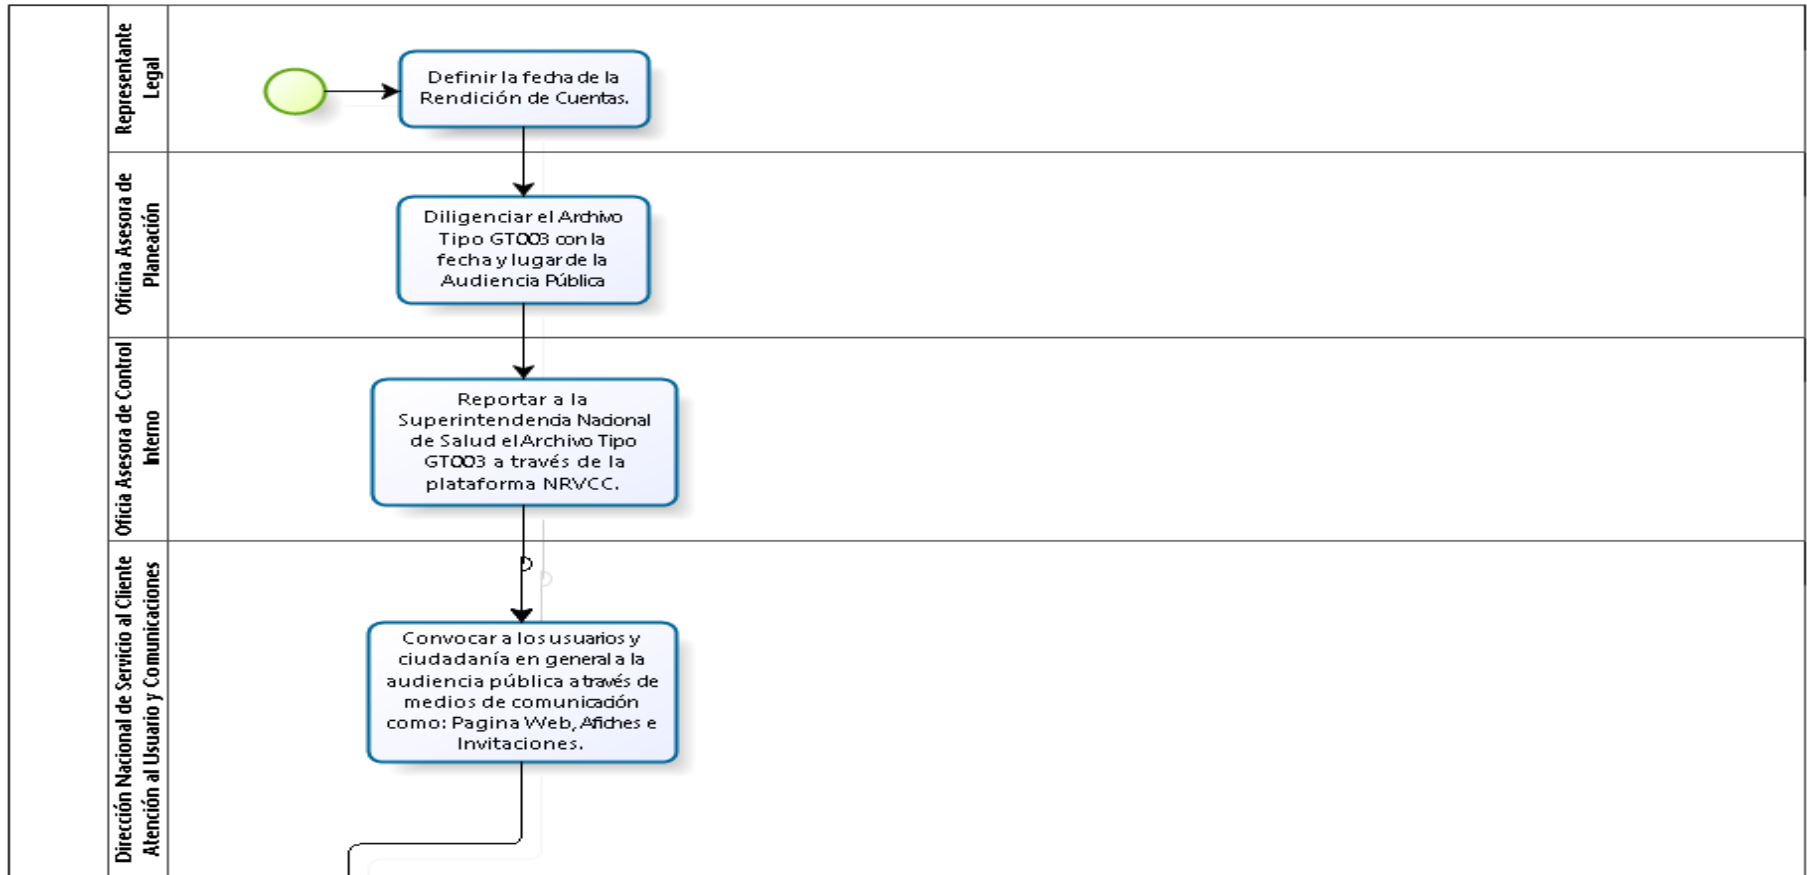 Representante
Legal
Definir la fecha de la
Rendición de Cuentas.
Oficina Asesora de
Planeación
Diligenciar el Archivo
Tipo GT003 con la
fecha y lugar de la
Audiencia Pública
Oficia Asesora de Control
Interno
Reportar a la
Superintendencia Nacional
de Salud el Archivo Tipo
GT003 a través de la
plataforma NRVCC.
Dirección Nacional de Servicio al Cliente
Atención al Usuario y Comunicaciones
Convocar a los usuarios y
ciudadanía en general a la
audiencia pública a través de
medios de comunicación
como: Pagina Web, Afiches e
Invitaciones.